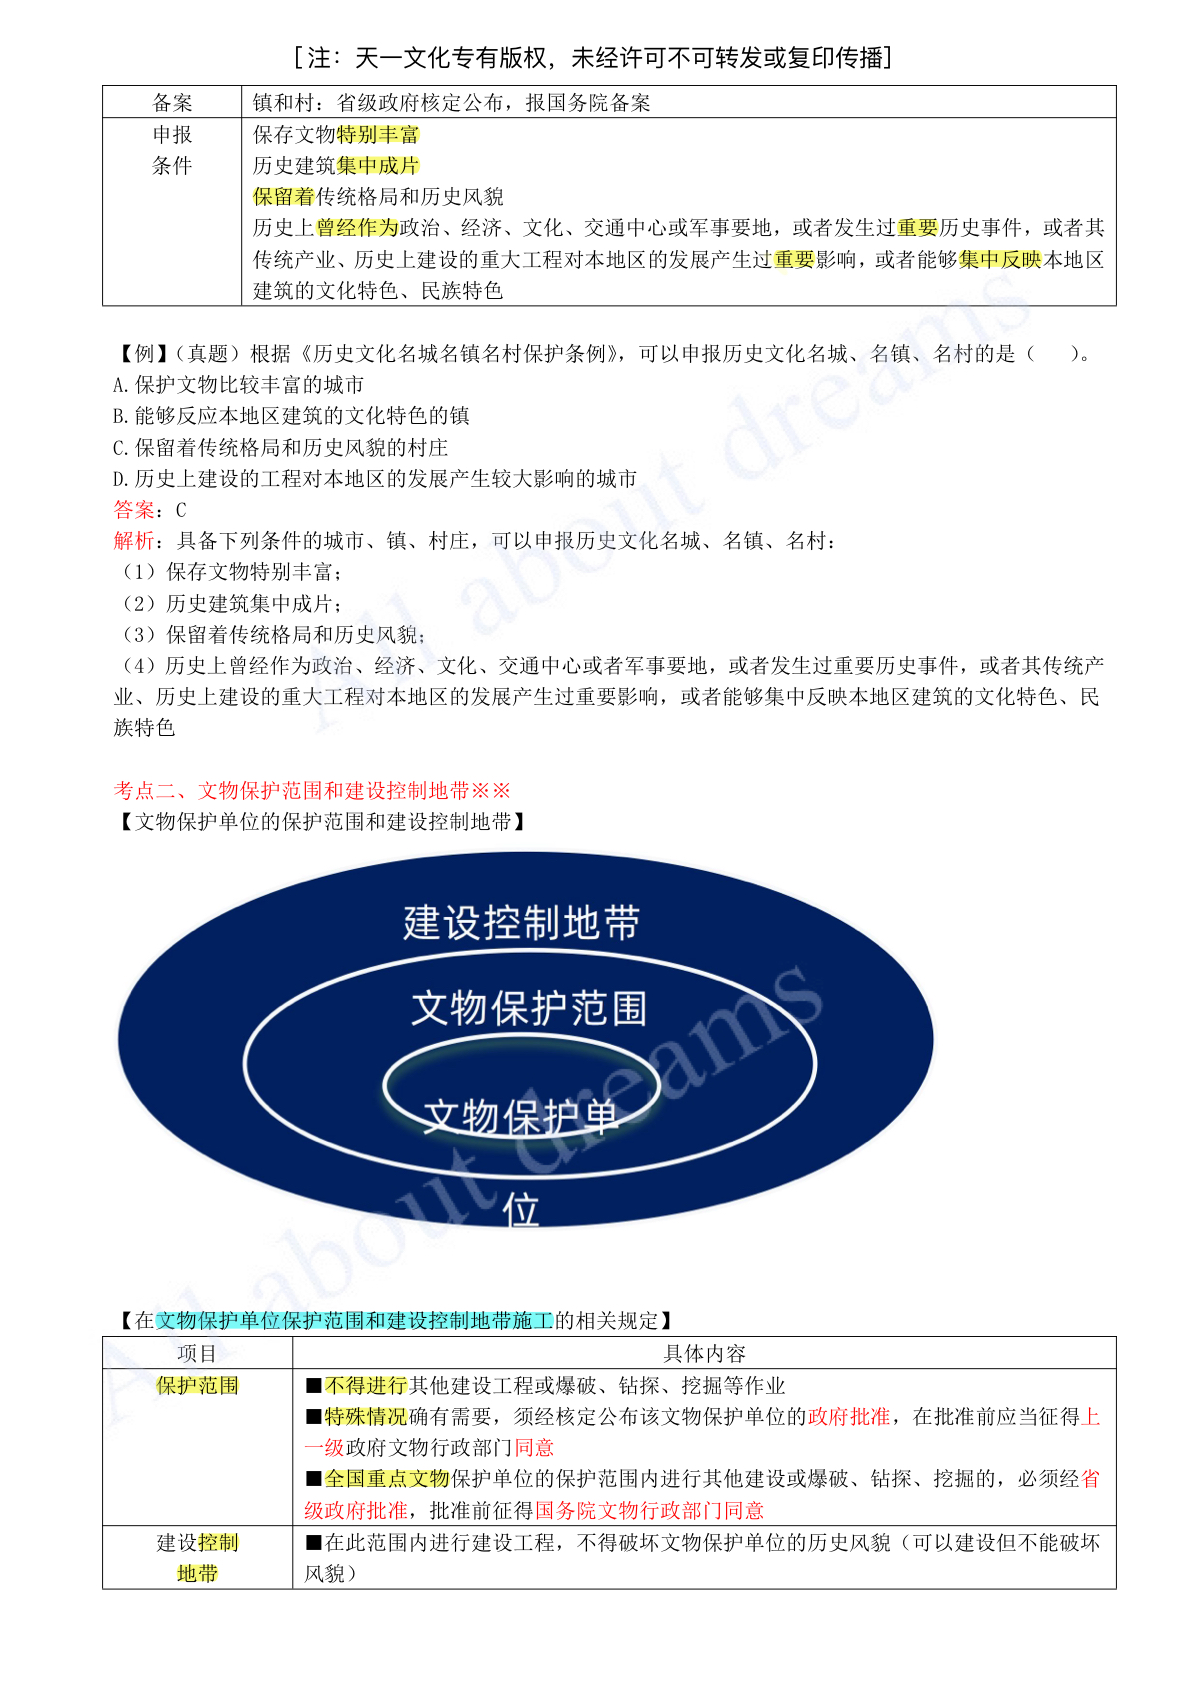 [注：天一文化专有版权，未经许可不可转发或复印传播]
备案
镇和村：省级政府核定公布，报国务院备案
申报
条件
保存文物特别丰富
历史建筑集中成片
保留着传统格局和历史风貌
历史上曾经作为政治、经济、文化、交通中心或军事要地，或者发生过重要历史事件，或者其
传统产业、历史上建设的重大工程对本地区的发展产生过重要影响，或者能够集中反映本地区
建筑的文化特色、民族特色
【例】（真题）根据《历史文化名城名镇名村保护条例》，可以申报历史文化名城、名镇、名村的是（ ）。
A.保护文物比较丰富的城市
B.能够反应本地区建筑的文化特色的镇
C.保留着传统格局和历史风貌的村庄
D.历史上建设的工程对本地区的发展产生较大影响的城市
答案：C
解析：具备下列条件的城市、镇、村庄，可以申报历史文化名城、名镇、名村：
（1）保存文物特别丰富；
（2）历史建筑集中成片；
（3）保留着传统格局和历史风貌；
（4）历史上曾经作为政治、经济、文化、交通中心或者军事要地，或者发生过重要历史事件，或者其传统产
业、历史上建设的重大工程对本地区的发展产生过重要影响，或者能够集中反映本地区建筑的文化特色、民
族特色
All about dreams
考点二、文物保护范围和建设控制地带※※
【文物保护单位的保护范围和建设控制地带】
建设控制地带
文物保护范围
文物保护单
位
All about dreams
【在文物保护单位保护范围和建设控制地带施工的相关规定】
项目
具体内容
保护范围
■不得进行其他建设工程或爆破、钻探、挖掘等作业
■特殊情况确有需要，须经核定公布该文物保护单位的政府批准，在批准前应当征得上
一级政府文物行政部门同意
■全国重点文物保护单位的保护范围内进行其他建设或爆破、钻探、挖掘的，必须经省
级政府批准，批准前征得国务院文物行政部门同意
建设控制
地带
■在此范围内进行建设工程，不得破坏文物保护单位的历史风貌（可以建设但不能破坏
风貌）